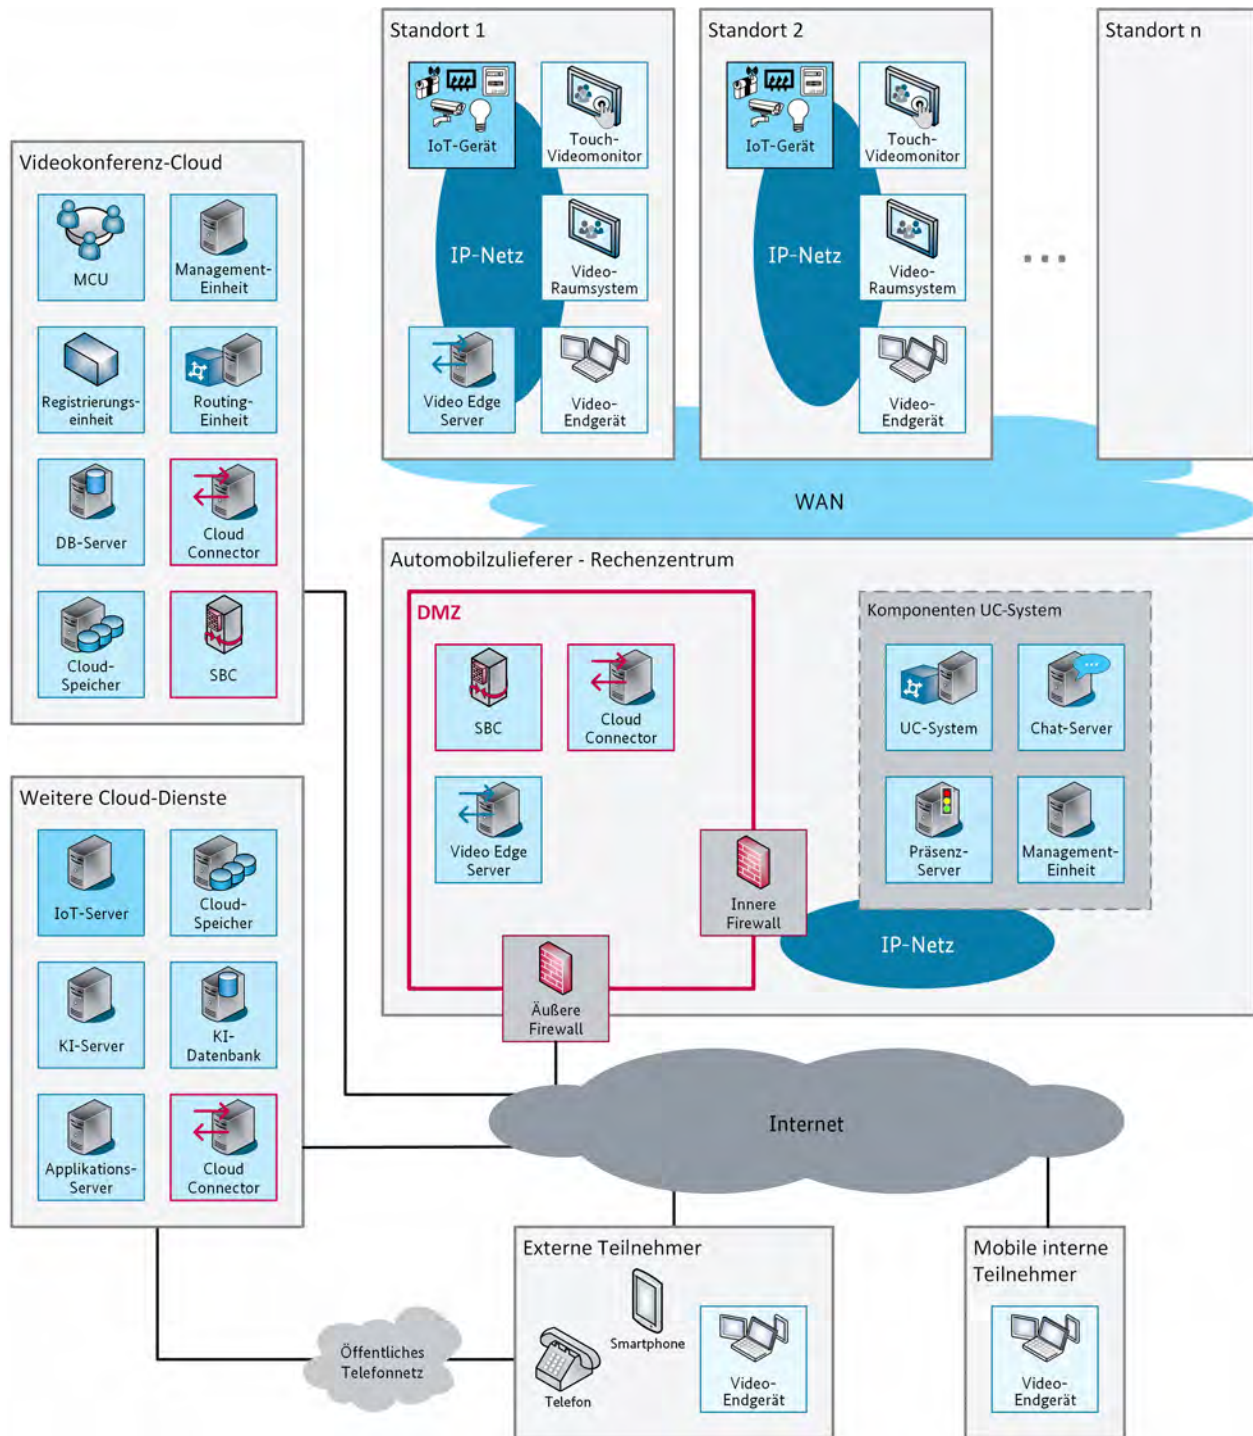 Standort 1
IoT-Gerät
Touch-
Videomonitor
IP-Netz
Video-
Raumsystem
Video Edge
Server
Video-
Endgerät
Standort 2
IoT-Gerät
Touch-
Videomonitor
IP-Netz
Video-
Raumsystem
Video-
Endgerät
...
Standort n
Videokonferenz-Cloud
MCU
Management-
Einheit
Registrierungs-
einheit
Routing-
Einheit
DB-Server
Cloud
Connector
Cloud-
Speicher
SBC
WAN
Automobilzulieferer - Rechenzentrum
DMZ
SBC
Cloud
Connector
Video Edge
Server
Innere
Firewall
Äußere
Firewall
Komponenten UC-System
UC-System
Chat-Server
Präsenz-
Server
Management-
Einheit
IP-Netz
Weitere Cloud-Dienste
IoT-Server
Cloud-
Speicher
KI-Server
KI-
Datenbank
Applikations-
Server
Cloud
Connector
Internet
Öffentliches
Telefonnetz
Externe Teilnehmer
Telefon
Smartphone
Video-
Endgerät
Mobile interne
Teilnehmer
Video-
Endgerät